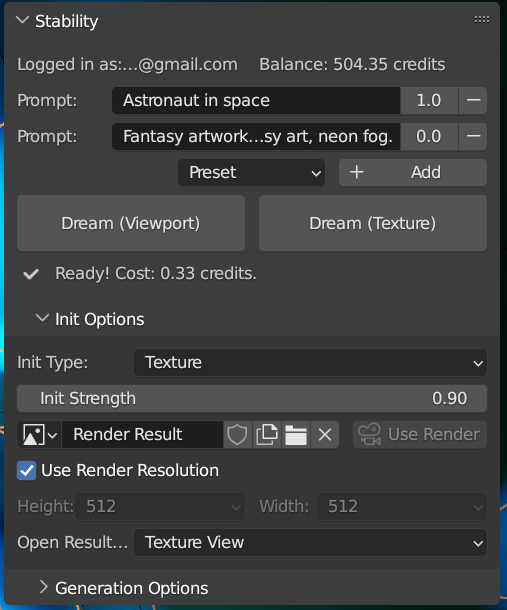 Stability
Logged in as:...@gmail.com Balance: 504.35 credits
Prompt: Astronaut in space 1.0
Prompt: Fantasy artwork...sy art, neon fog. 0.0
Preset Add
Dream (Viewport) Dream (Texture)
Ready! Cost: 0.33 credits.
Init Options
Init Type: Texture
Init Strength 0.90
Render Result Use Render
Use Render Resolution
Height: 512 Width: 512
Open Result... Texture View
Generation Options